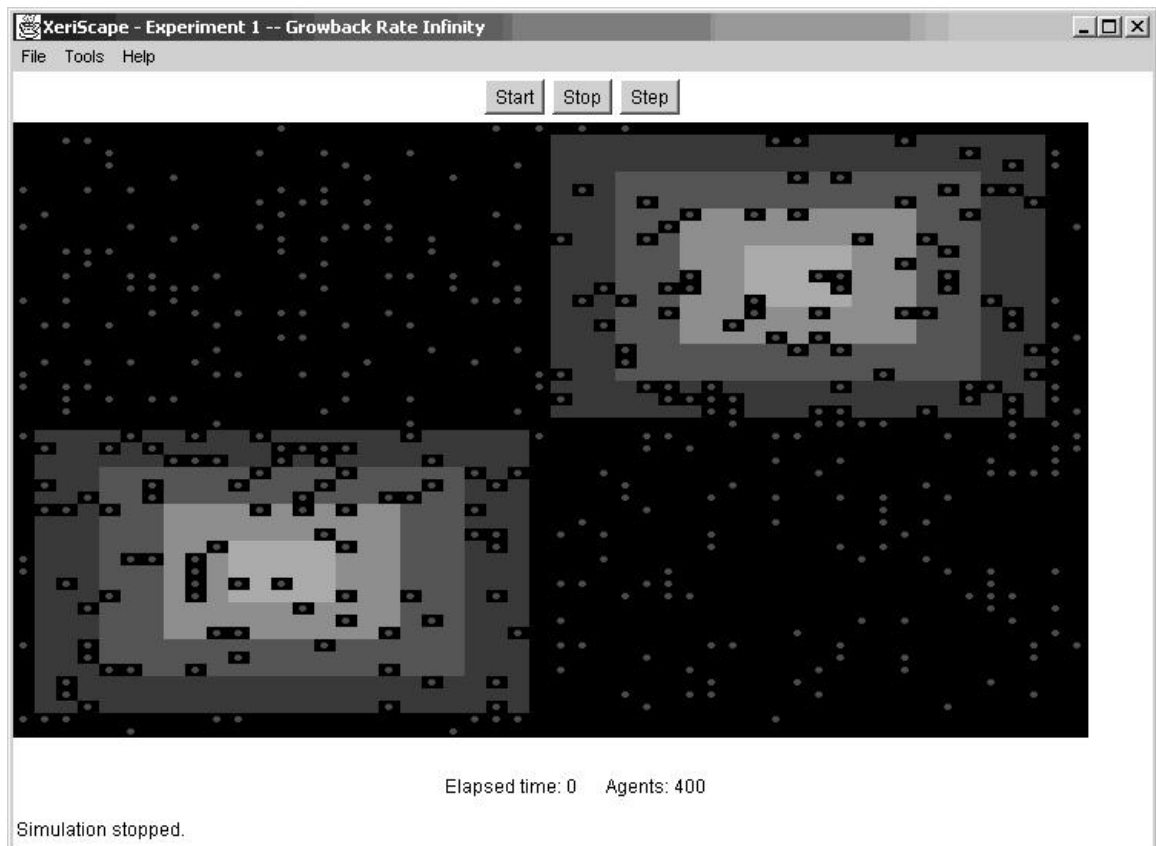 XeriScape - Experiment 1 -- Growback Rate Infinity
File Tools Help
Start Stop Step
Elapsed time: 0 Agents: 400
Simulation stopped.